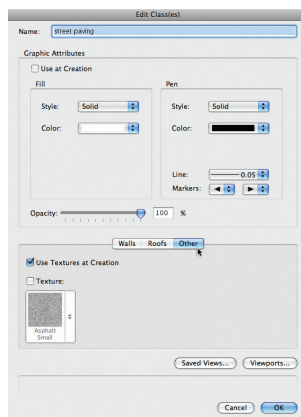 Edit Class(es)
Name: street paving
Graphic Attributes
Use at Creation
Fill
Pen
Style: Solid
Style: Solid
Color:
Color:
Line: 0.05
Markers:
Opacity: 100 %
Walls Roofs Other
Use Textures at Creation
Texture:
Asphalt
Small
Saved Views... Viewports...
Cancel OK